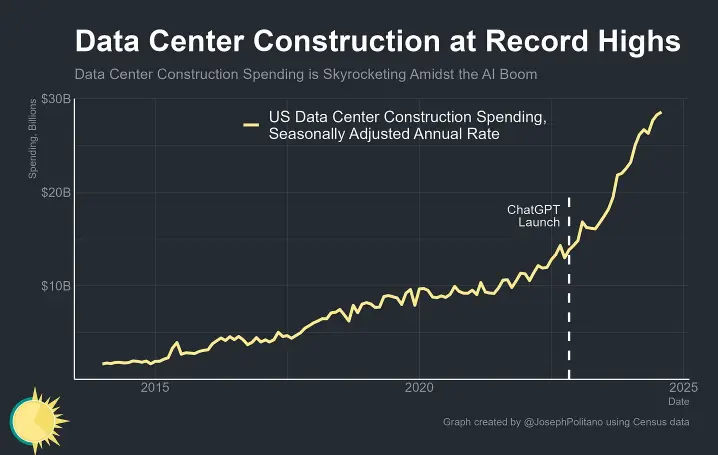 Data Center Construction at Record Highs
Data Center Construction Spending is Skyrocketing Amidst the AI Boom
Spending, Billions
$30B
US Data Center Construction Spending,
Seasonally Adjusted Annual Rate
$20B
ChatGPT
Launch
$10B
2015
2020
2025
Date
Graph created by @JosephPolitano using Census data